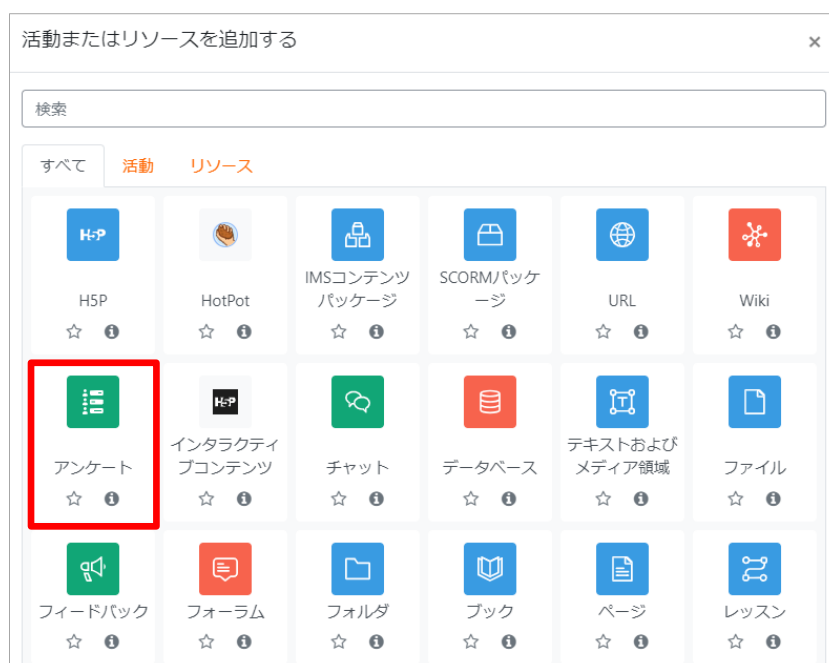 活動またはリソースを追加する
×
検索
すべて 活動 リソース
H5P
H5P
HotPot
IMSコンテンツ
パッケージ
SCORMパッケ
ージ
URL
Wiki
アンケート
H5P
インタラクティ
ブコンテンツ
チャット
データベース
T
テキストおよび
メディア領域
ファイル
フィードバック
フォーラム
フォルダ
ブック
ページ
レッスン